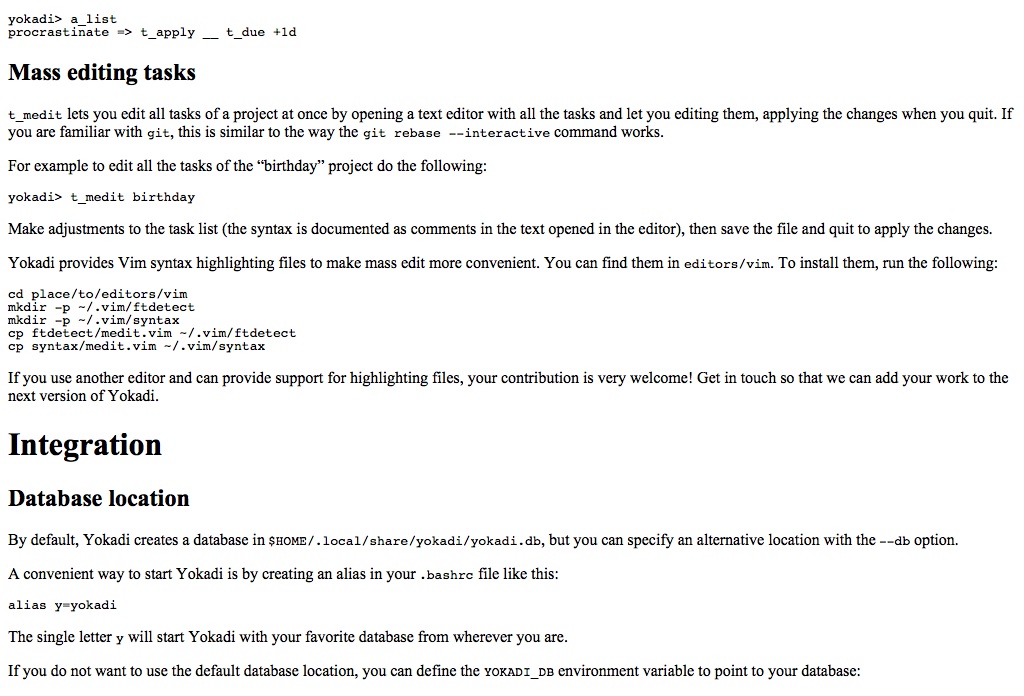 yokadi> a_list
procrastinate => t_apply __ t_due +1d
Mass editing tasks
t_medit lets you edit all tasks of a project at once by opening a text editor with all the tasks and let you editing them, applying the changes when you quit. If
you are familiar with git, this is similar to the way the git rebase --interactive command works.
For example to edit all the tasks of the “birthday” project do the following:
yokadi> t_medit birthday
Make adjustments to the task list (the syntax is documented as comments in the text opened in the editor), then save the file and quit to apply the changes.
Yokadi provides Vim syntax highlighting files to make mass edit more convenient. You can find them in editors/vim. To install them, run the following:
cd place/to/editors/vim
mkdir -p ~/.vim/ftdetect
mkdir -p ~/.vim/syntax
cp ftdetect/medit.vim ~/.vim/ftdetect
cp syntax/medit.vim ~/.vim/syntax
If you use another editor and can provide support for highlighting files, your contribution is very welcome! Get in touch so that we can add your work to the
next version of Yokadi.
Integration
Database location
By default, Yokadi creates a database in $HOME/.local/share/yokadi/yokadi.db, but you can specify an alternative location with the --db option.
A convenient way to start Yokadi is by creating an alias in your .bashrc file like this:
alias y=yokadi
The single letter y will start Yokadi with your favorite database from wherever you are.
If you do not want to use the default database location, you can define the YOKADI_DB environment variable to point to your database: